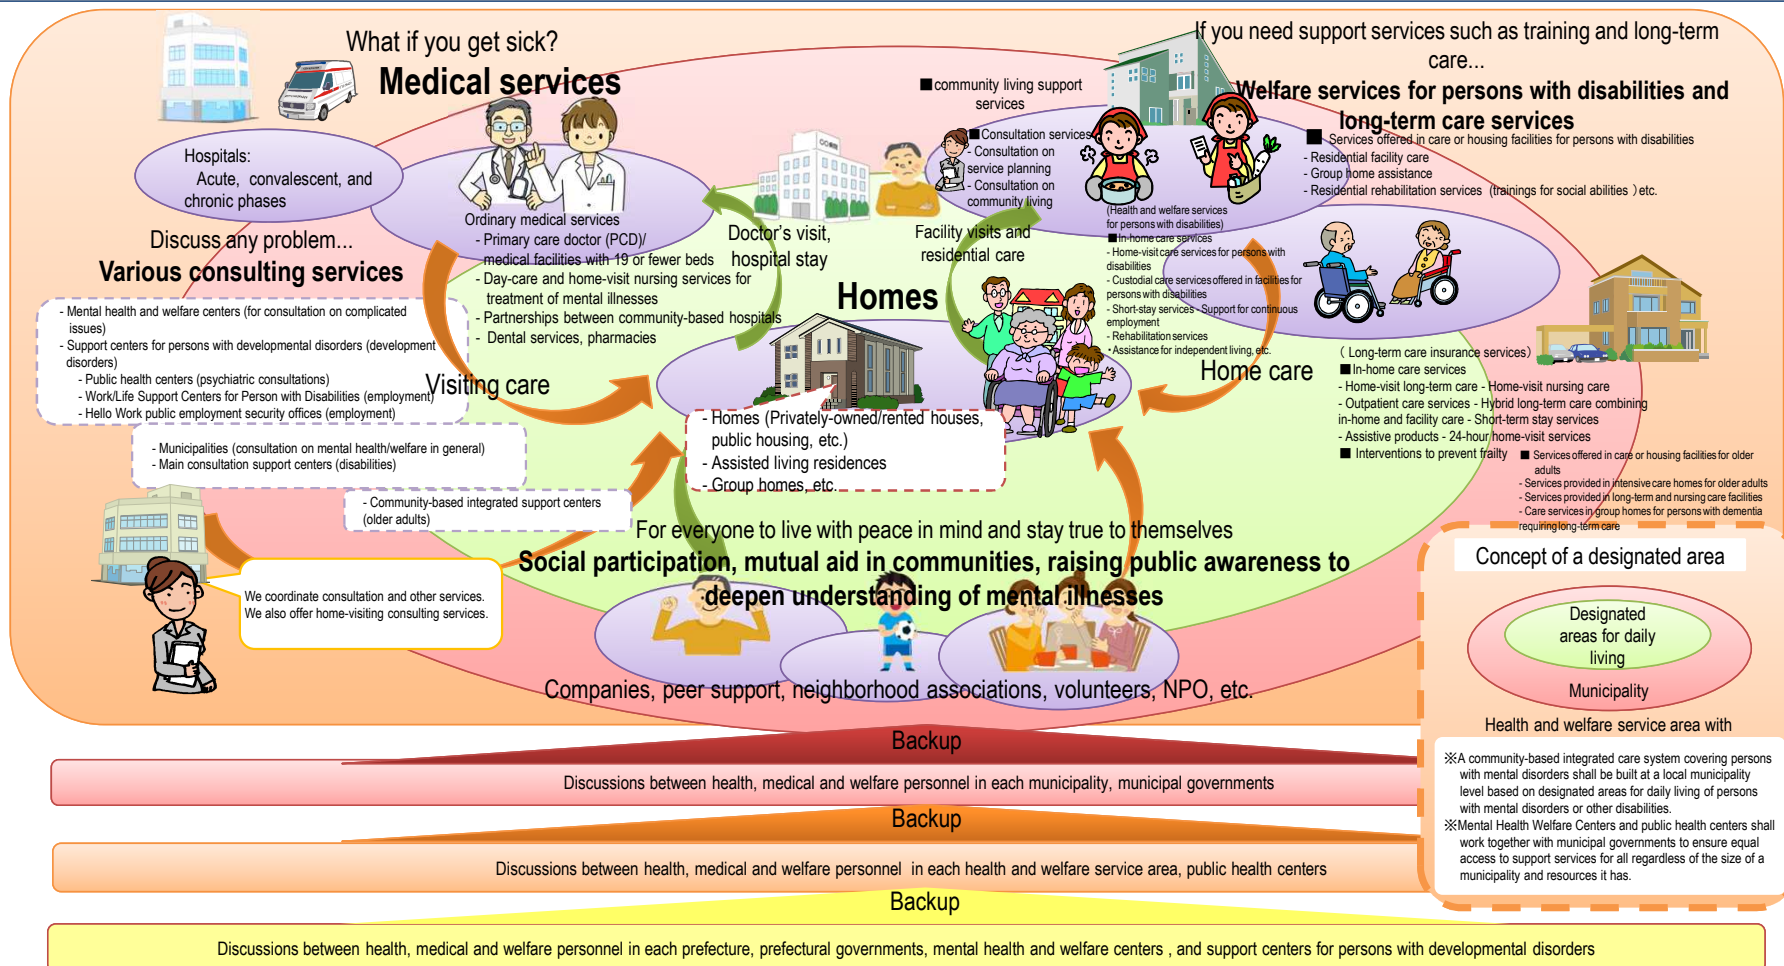 What if you get sick?
Medical services
Hospitals:
Acute, convalescent, and
chronic phases
Ordinary medical services
- Primary care doctor (PCD)/
medical facilities with 19 or fewer beds
- Day-care and home-visit nursing services for
treatment of mental illnesses
- Partnerships between community-based hospitals
- Dental services, pharmacies
Discuss any problem...
Various consulting services
- Mental health and welfare centers (for consultation on complicated
issues)
- Support centers for persons with developmental disorders (development
disorders)
- Public health centers (psychiatric consultations)
- Work/Life Support Centers for Person with Disabilities (employment)
- Hello Work public employment security offices (employment)
- Municipalities (consultation on mental health/welfare in general)
- Main consultation support centers (disabilities)
- Community-based integrated support centers
(older adults)
We coordinate consultation and other services.
We also offer home-visiting consulting services.
Visiting care
Doctor's visit,
hospital stay
Facility visits and
residential care
Homes
- Homes (Privately-owned/rented houses,
public housing, etc.)
- Assisted living residences
- Group homes, etc.
Home care
If you need support services such as training and long-term
care...
Welfare services for persons with disabilities and
long-term care services
■community living support
services
■Consultation services
- Consultation on
service planning
- Consultation on
community living
(Health and welfare services
for persons with disabilities)
■In-home care services
- Home-visit care services for persons with
disabilities
- Custodial care services offered in facilities for
persons with disabilities
- Short-stay services - Support for continuous
employment
- Rehabilitation services
・Assistance for independent living, etc.
■ Services offered in care or housing facilities for persons with disabilities
- Residential facility care
- Group home assistance
- Residential rehabilitation services (trainings for social abilities ) etc.
( Long-term care insurance services)
■In-home care services
- Home-visit long-term care - Home-visit nursing care
- Outpatient care services - Hybrid long-term care combining
in-home and facility care - Short-term stay services
- Assistive products - 24-hour home-visit services
■ Interventions to prevent frailty
■ Services offered in care or housing facilities for older
adults
- Services provided in intensive care homes for older adults
- Services provided in long-term and nursing care facilities
- Care services in group homes for persons with dementia
requiring long-term care
For everyone to live with peace in mind and stay true to themselves
Social participation, mutual aid in communities, raising public awareness to
deepen understanding of mental illnesses
Companies, peer support, neighborhood associations, volunteers, NPO, etc.
Concept of a designated area
Designated
areas for daily
living
Municipality
Health and welfare service area with
※A community-based integrated care system covering persons
with mental disorders shall be built at a local municipality
level based on designated areas for daily living of persons
with mental disorders or other disabilities.
※Mental Health Welfare Centers and public health centers shall
work together with municipal governments to ensure equal
access to support services for all regardless of the size of a
municipality and resources it has.
Backup
Discussions between health, medical and welfare personnel in each municipality, municipal governments
Backup
Discussions between health, medical and welfare personnel in each health and welfare service area, public health centers
Backup
Discussions between health, medical and welfare personnel in each prefecture, prefectural governments, mental health and welfare centers , and support centers for persons with developmental disorders